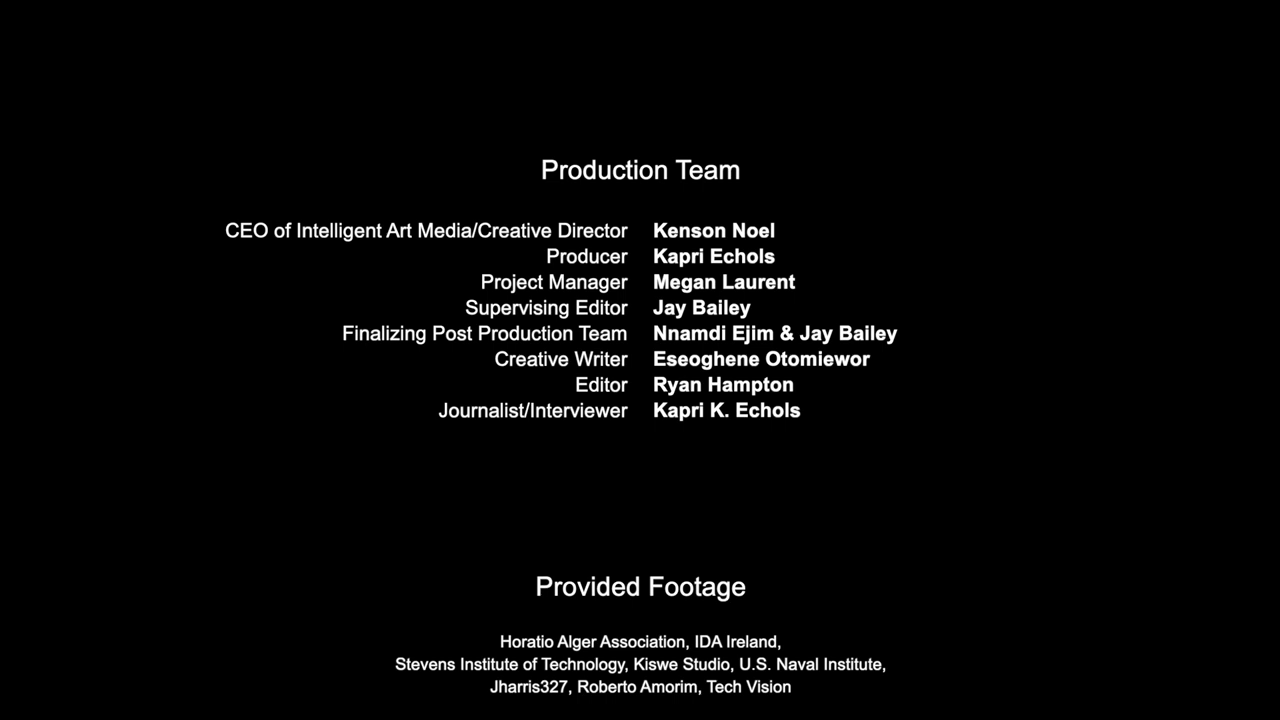 Production Team
CEO of Intelligent Art Media/Creative Director Kenson Noel
Producer Kapri Echols
Project Manager Megan Laurent
Supervising Editor Jay Bailey
Finalizing Post Production Team Nnamdi Ejim & Jay Bailey
Creative Writer Eseoghene Otomiewor
Editor Ryan Hampton
Journalist/Interviewer Kapri K. Echols
Provided Footage
Horatio Alger Association, IDA Ireland,
Stevens Institute of Technology, Kiswe Studio, U.S. Naval Institute,
Jharris327, Roberto Amorim, Tech Vision